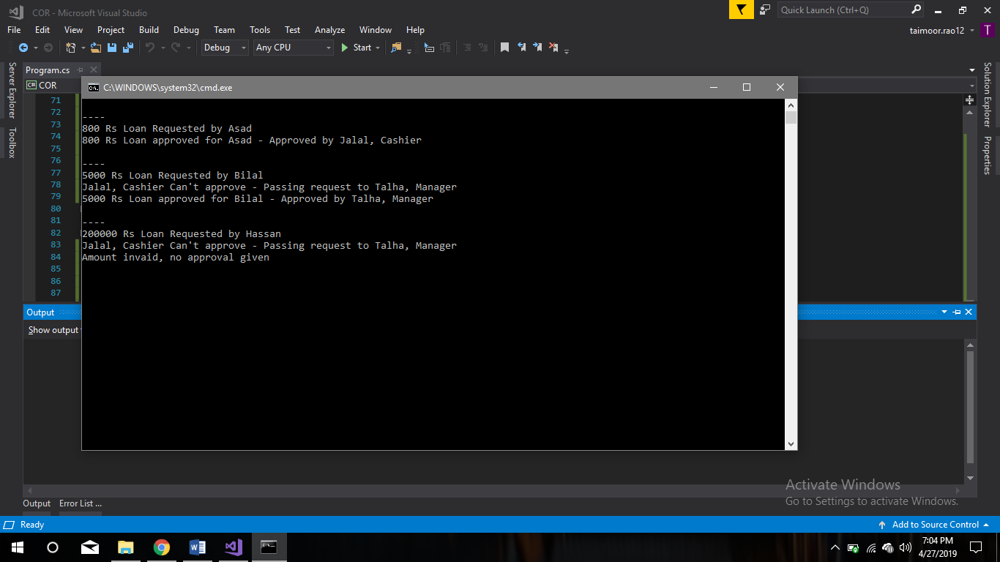 COR - Microsoft Visual Studio
Quick Launch (Ctrl+Q)
File Edit View Project Build Debug Team Tools Test Analyze Window Help
taimoor.rao12
T
Debug
Any CPU
Start
Server Explorer
Toolbox
Program.cs
C# COR
Solution Explorer
Properties
C:\WINDOWS\system32\cmd.exe
71
72
73
74
75
76
77
78
79
80
81
82
83
84
85
86
87
----
800 Rs Loan Requested by Asad
800 Rs Loan approved for Asad - Approved by Jalal, Cashier
----
5000 Rs Loan Requested by Bilal
Jalal, Cashier Can't approve - Passing request to Talha, Manager
5000 Rs Loan approved for Bilal - Approved by Talha, Manager
----
200000 Rs Loan Requested by Hassan
Jalal, Cashier Can't approve - Passing request to Talha, Manager
Amount invaid, no approval given
Output
Show output
Activate Windows
Go to Settings to activate Windows.
Output Error List ...
Ready
Add to Source Control
7:04 PM
4/27/2019